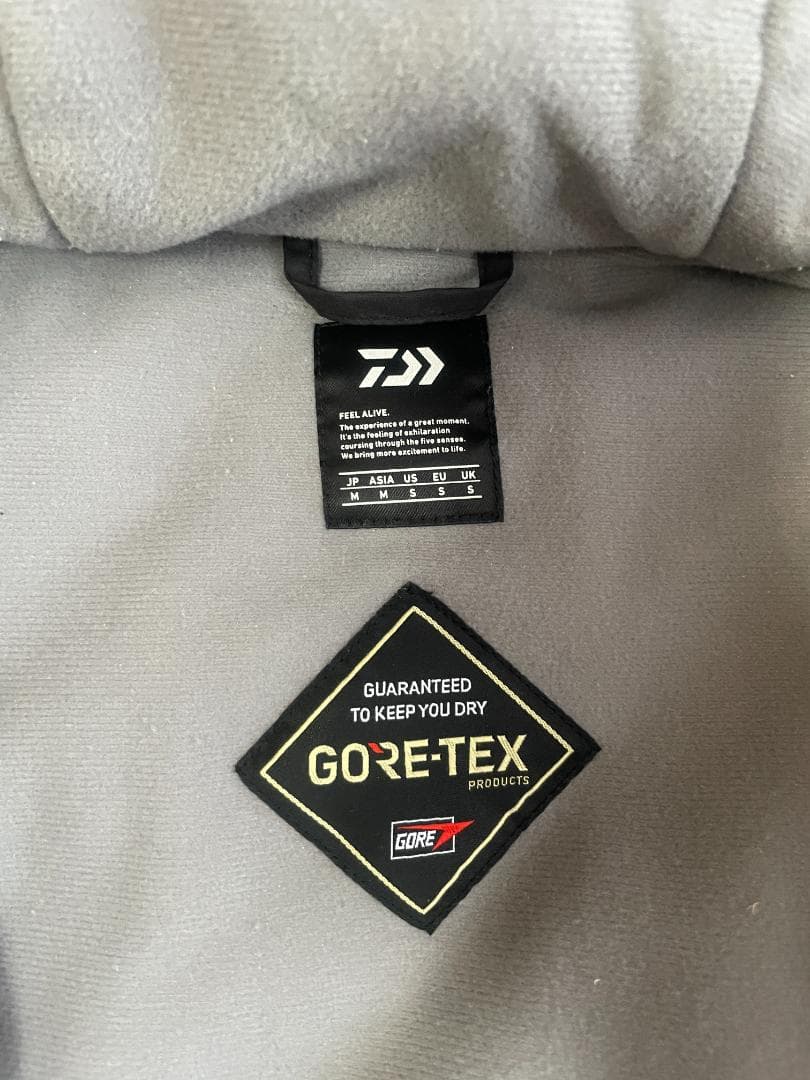 FEEL ALIVE.
The experience of a great moment.
It's the feeling of exhilaration
coursing through the five senses.
We bring more excitement to life.
JP ASIA US EU UK
M M S S S
GUARANTEED
TO KEEP YOU DRY
GORE-TEX
PRODUCTS
GORE